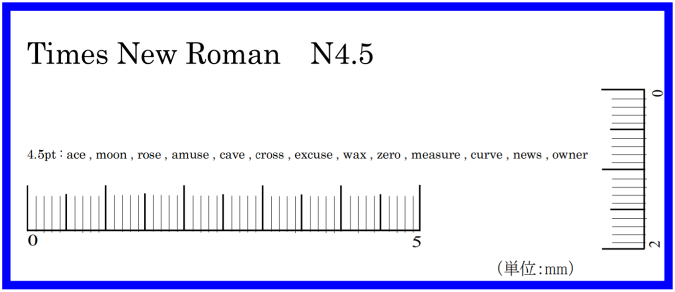 Times New Roman　N4.5
4.5pt : ace , moon , rose , amuse , cave , cross , excuse , wax , zero , measure , curve , news , owner
0
5
0
2
（単位:mm）